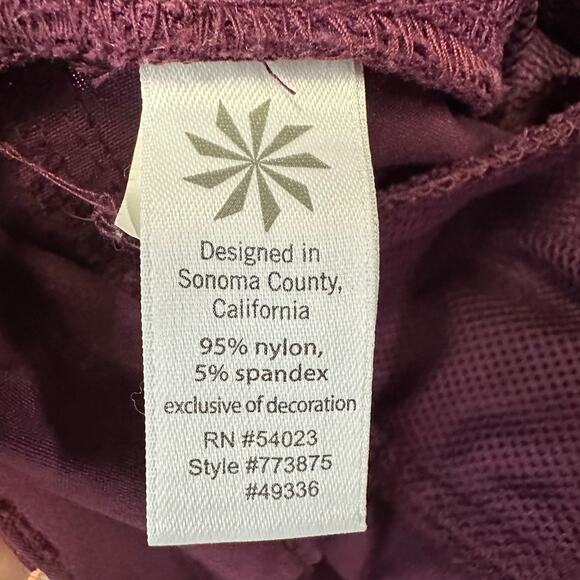 Designed in
Sonoma County,
California
95% nylon,
5% spandex
exclusive of decoration
RN #54023
Style #773875
#49336